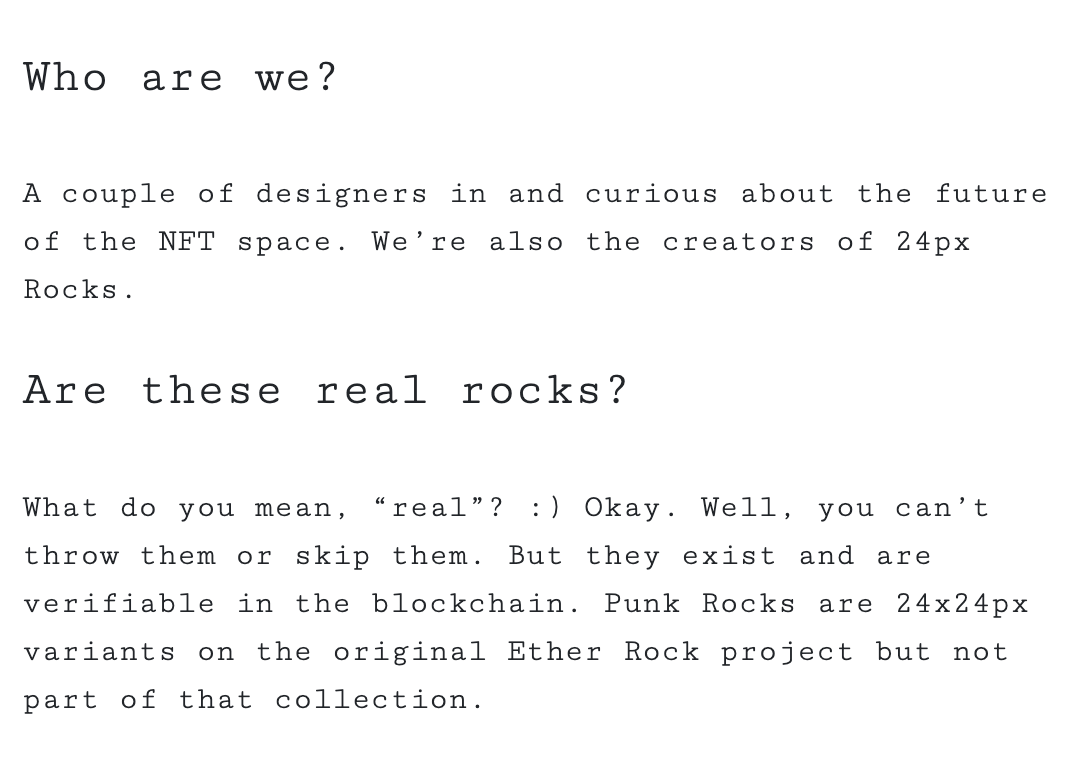 Who are we?
A couple of designers in and curious about the future
of the NFT space. We’re also the creators of 24px
Rocks.
Are these real rocks?
What do you mean, “real”? :) Okay. Well, you can’t
throw them or skip them. But they exist and are
verifiable in the blockchain. Punk Rocks are 24x24px
variants on the original Ether Rock project but not
part of that collection.